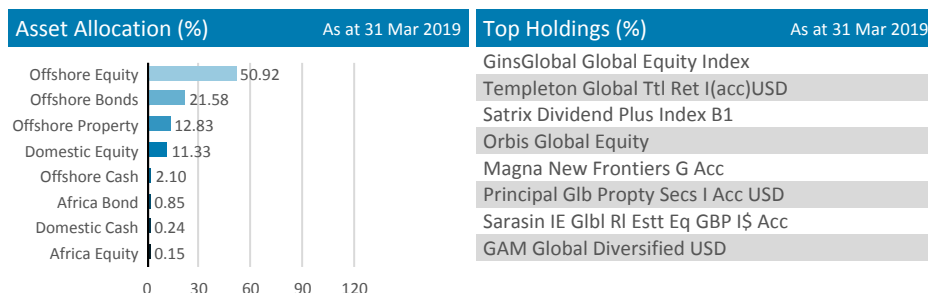 Asset Allocation (%) As at 31 Mar 2019
Offshore Equity 50.92
Offshore Bonds 21.58
Offshore Property 12.83
Domestic Equity 11.33
Offshore Cash 2.10
Africa Bond 0.85
Domestic Cash 0.24
Africa Equity 0.15
0 30 60 90 120
Top Holdings (%) As at 31 Mar 2019
GinsGlobal Global Equity Index
Templeton Global Ttl Ret I(acc)USD
Satrix Dividend Plus Index B1
Orbis Global Equity
Magna New Frontiers G Acc
Principal Glb Propty Secs I Acc USD
Sarasin IE Glbl Rl Estt Eq GBP I$ Acc
GAM Global Diversified USD